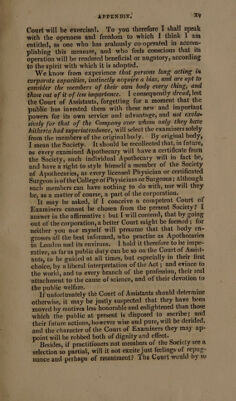 APPENDIX. xv
Court will be exercised. To you therefore I shall speak
with the openness and freedom to which I think I am
entitled, as one who has zealously co-operated in accom-
plishing this measure, and who feels conscious that its
operation will be rendered beneficial or nugatory, according
to the spirit with which it is adopted.
We know from experience that persons long acting in
corporate capacities, instinctly acquire a bias, and are apt to
consider the members of their own body every thing, and
those out of it of less importance. I consequently dread, lest
the Court of Assistants, forgetting for a moment that the
public has invested them with these new and important
powers for its own service and advantage, and not exclu-
sively for that of the Company over whom only they have
hitherto had superintendence, will select the examiners solely
from the members of the original body. By original body,
I mean the Society. It should be recollected that, in future,
as every examined Apothecary will have a certificate from
the Society, such individual Apothecary will in fact be,
and have a right to style himself a member of the Society
of Apothecaries, as every licensed Physician or certificated
Surgeon is of the College of Physicians or Surgeons; although
such members can have nothing to do with, nor will they
be, as a matter of course, a part of the corporation.
It may be asked, if I conceive a competent Court of
Examiners cannot be chosen from the present Society? I
answer in the affirmative: but I will contend, that by going
out of the corporation, a better Court might be formed; for
neither you nor myself will presume that that body en-
grosses all the best informed, who practise as Apothecaries
in London and its environs. I hold it therefore to be impe-
rative, as far as public duty can be so on the Court of Assist-
ants, to be guided at all times, but especially in their first
choice, by a liberal interpretation of the Act; and evince to
the world, and to every branch of the profession, their real
attachment to the cause of science, and of their devotion to
the public welfare.
If unfortunately the Court of Assistants should determine
otherwise, it may be justly suspected that they have been
moved by motives less honorable and enlightened than those
which the public at present is disposed to ascribe; and
their future actions, however wise and pure, will be derided,
and the character of the Court of Examiners they may ap-
point will be robbed both of dignity and effect.
Besides, if practitioners not members of the Society see a
selection so partial, will it not excite just feelings of repug-
nance and perhaps of resentment? The Court would by so